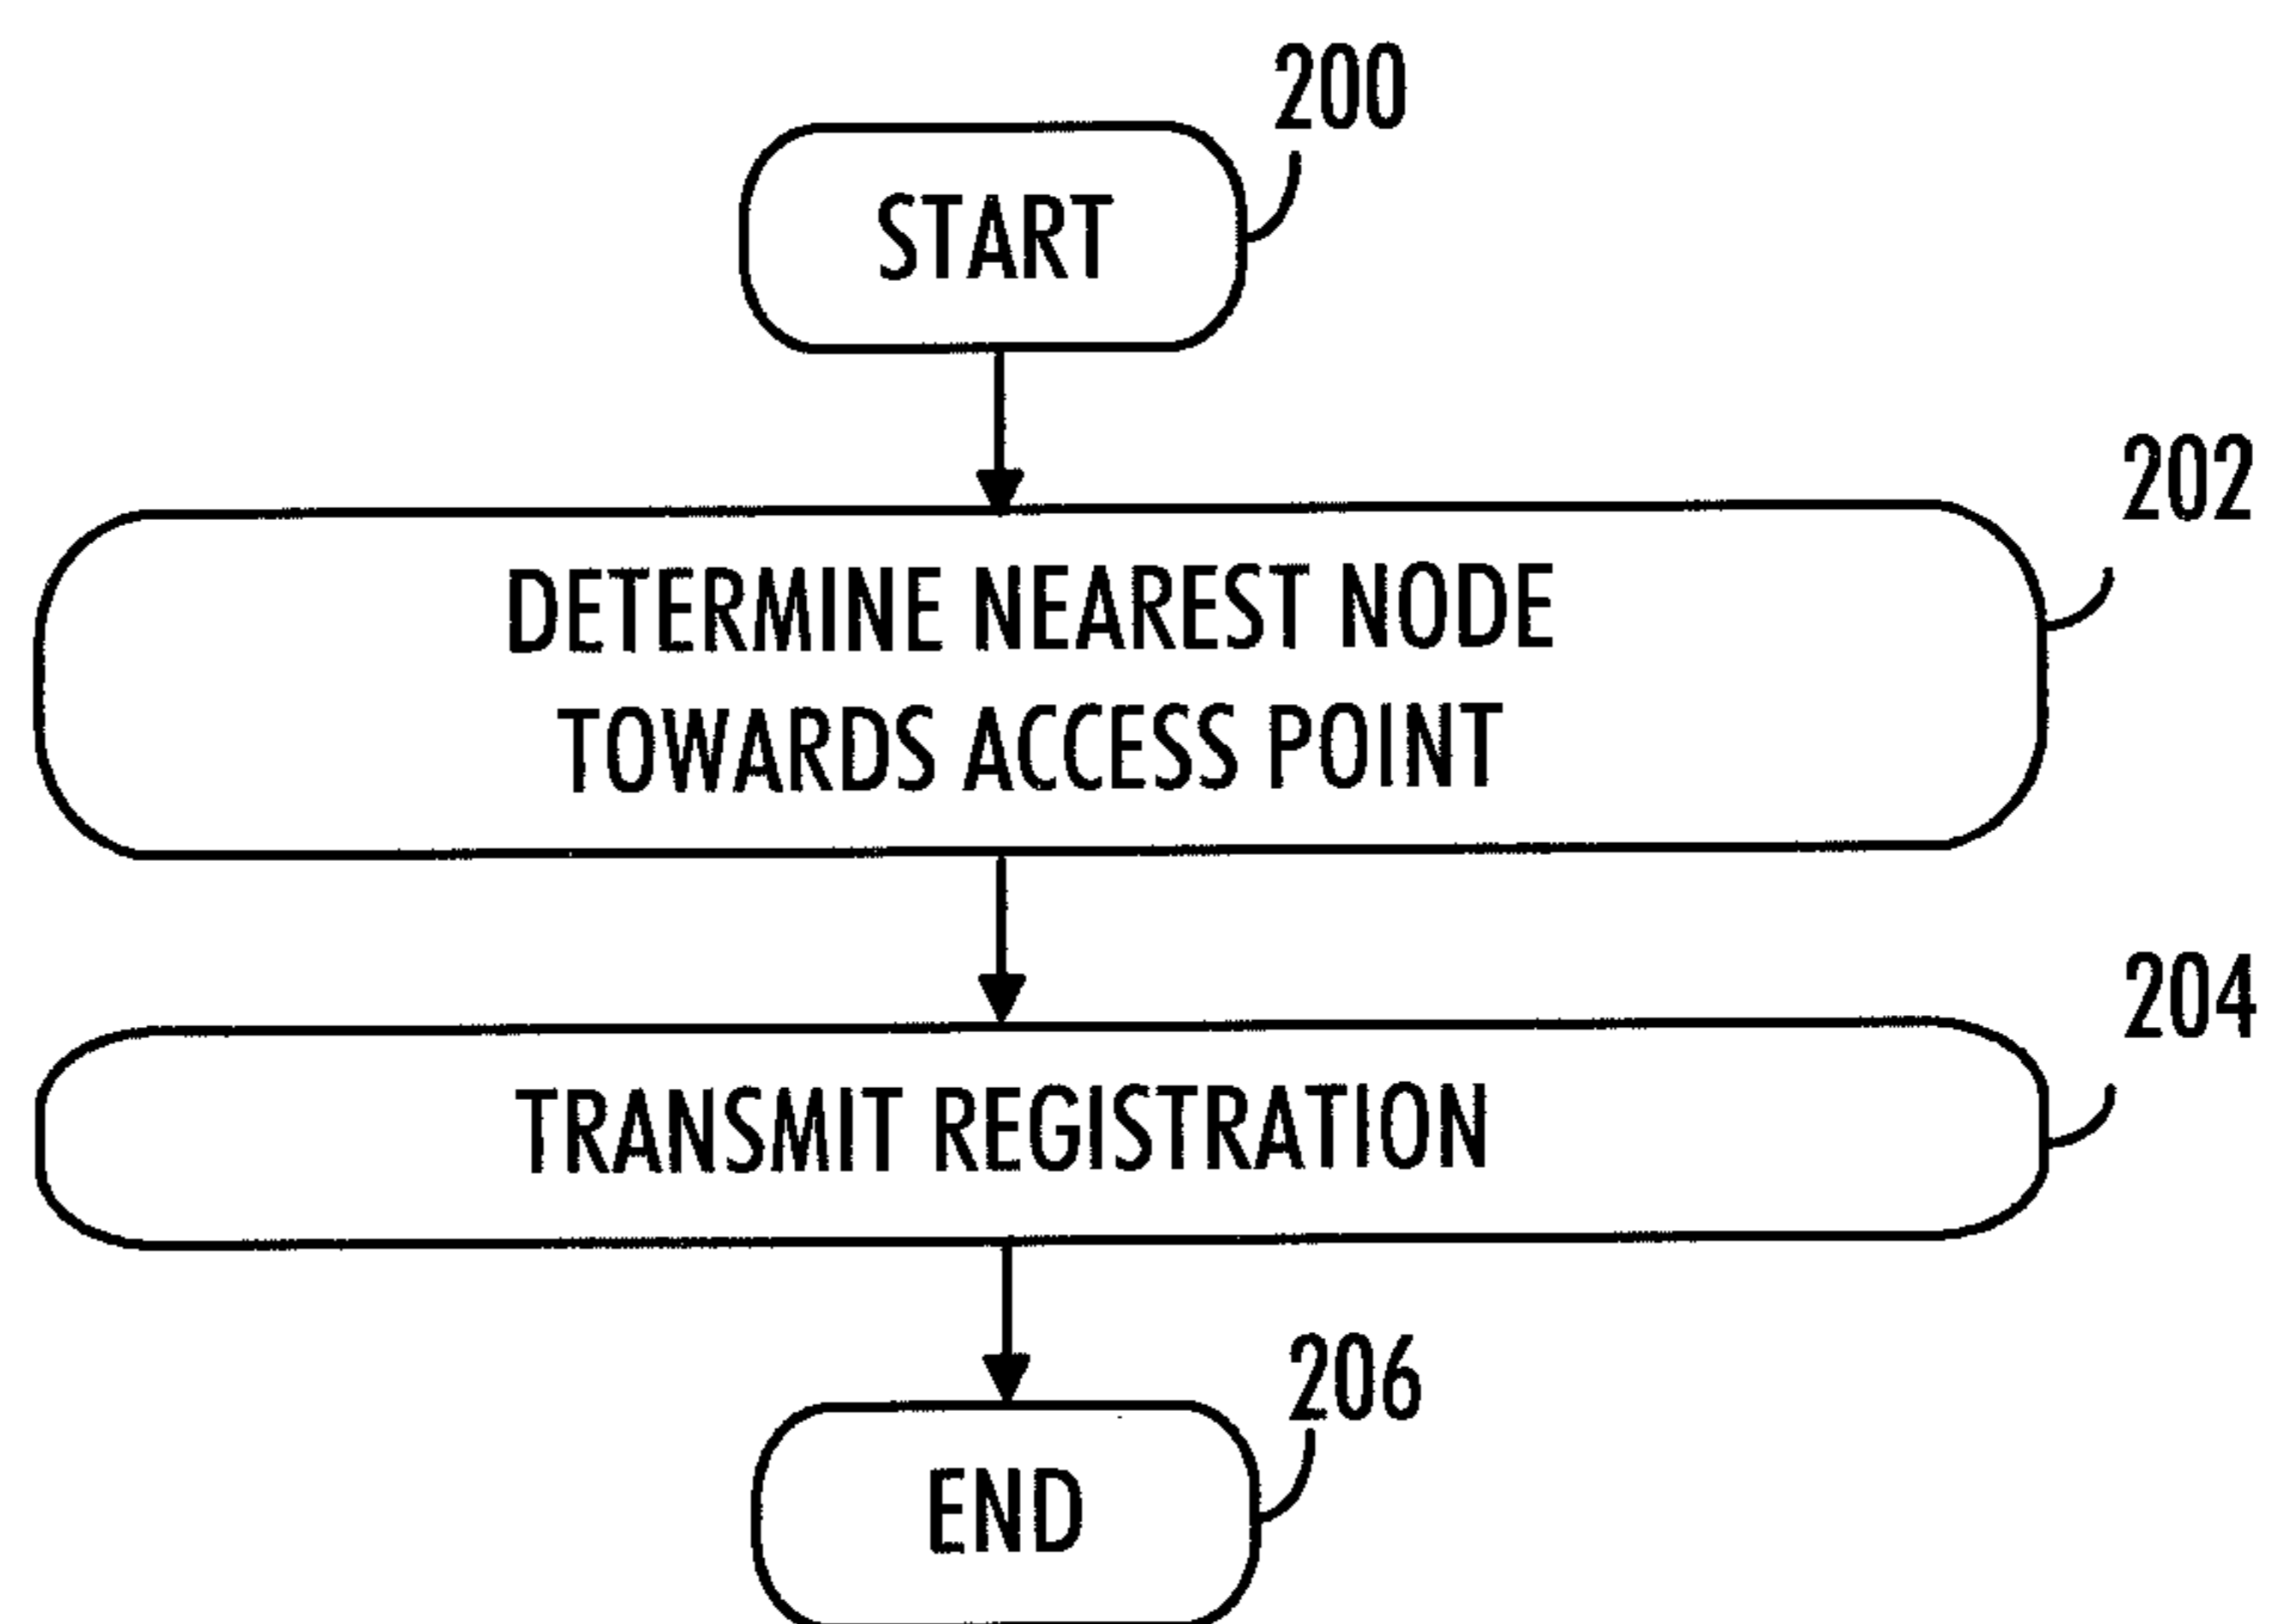 200
START
202
DETERMINE NEAREST NODE
TOWARDS ACCESS POINT
204
TRANSMIT REGISTRATION
206
END